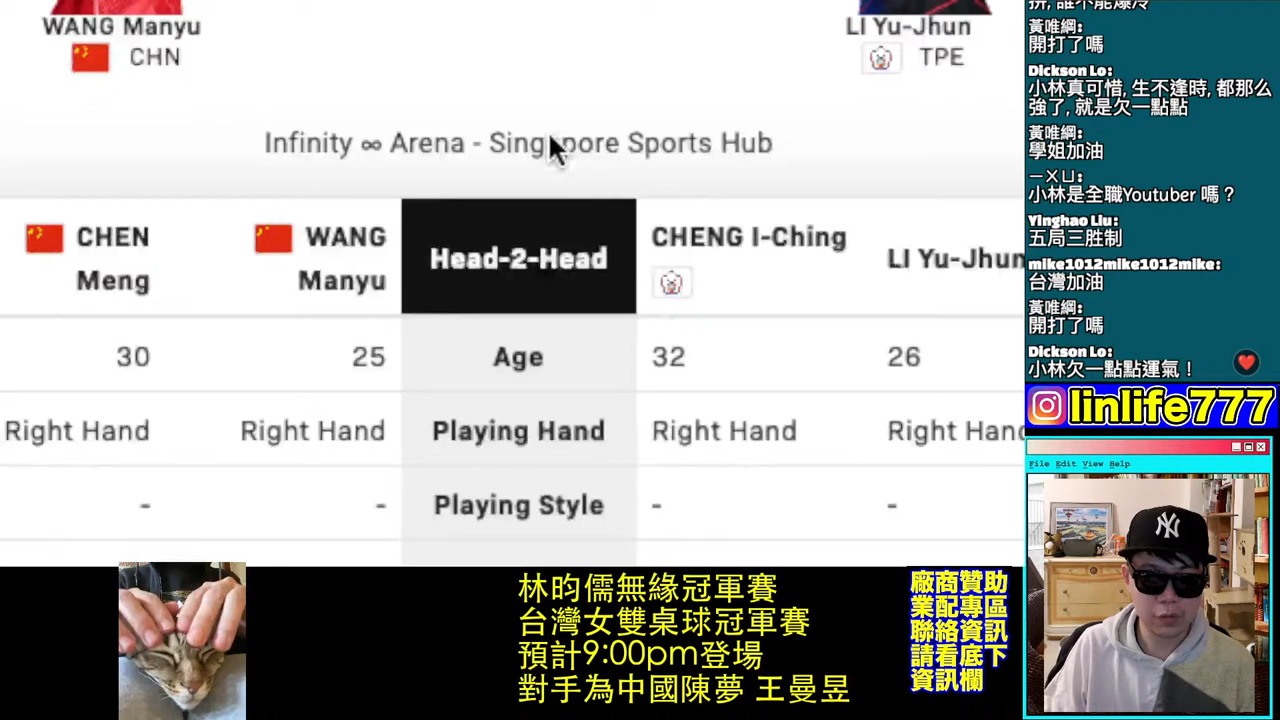 WANG Manyu
CHN
LI Yu-Jhun
TPE
Infinity ∞ Arena - Singapore Sports Hub
CHEN Meng
WANG Manyu
Head-2-Head
CHENG I-Ching
LI Yu-Jhun
30
25
Age
32
26
Right Hand
Right Hand
Playing Hand
Right Hand
Right Hand
-
-
Playing Style
-
-
黃唯綱:
開打了嗎
Dickson Lo:
小林真可惜, 生不逢時, 都那么
強了, 就是欠一點點
黃唯綱:
學姐加油
ㄧㄨㄩ:
小林是全職Youtuber 嗎？
Yinghao Liu:
五局三胜制
mike1012mike1012mike:
台灣加油
黃唯綱:
開打了嗎
Dickson Lo:
小林欠一點點運氣！
linlife777
File Edit View Help
林昀儒無緣冠軍賽
台灣女雙桌球冠軍賽
預計9:00pm登場
對手為中國陳夢 王曼昱
廠商贊助
業配專區
聯絡資訊
請看底下
資訊欄
NY